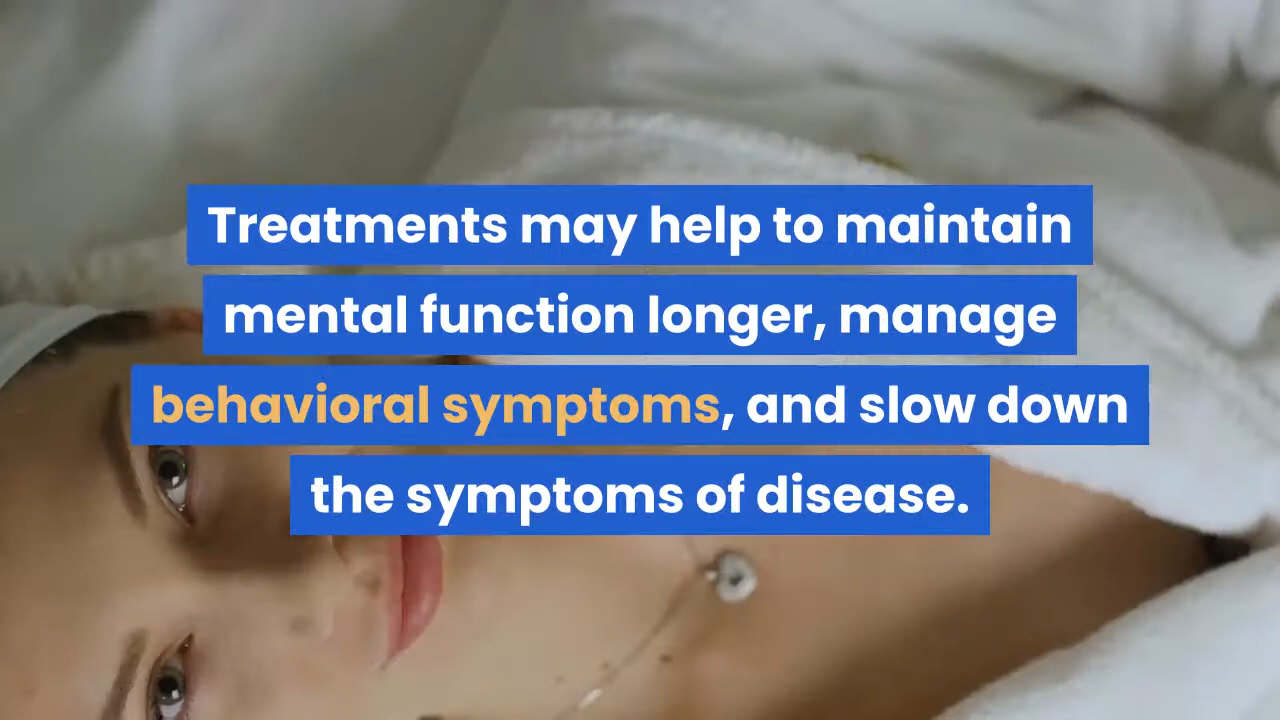 Treatments may help to maintain
mental function longer, manage
behavioral symptoms, and slow down
the symptoms of disease.